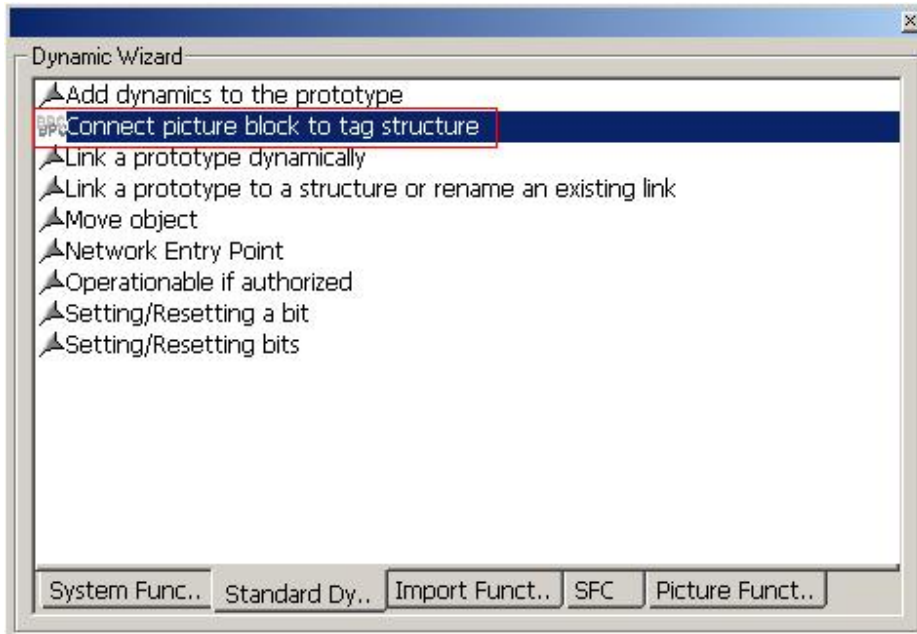 Dynamic Wizard
Add dynamics to the prototype
Connect picture block to tag structure
Link a prototype dynamically
Link a prototype to a structure or rename an existing link
Move object
Network Entry Point
Operationable if authorized
Setting/Resetting a bit
Setting/Resetting bits
System Func.. Standard Dy.. Import Funct.. SFC Picture Funct..